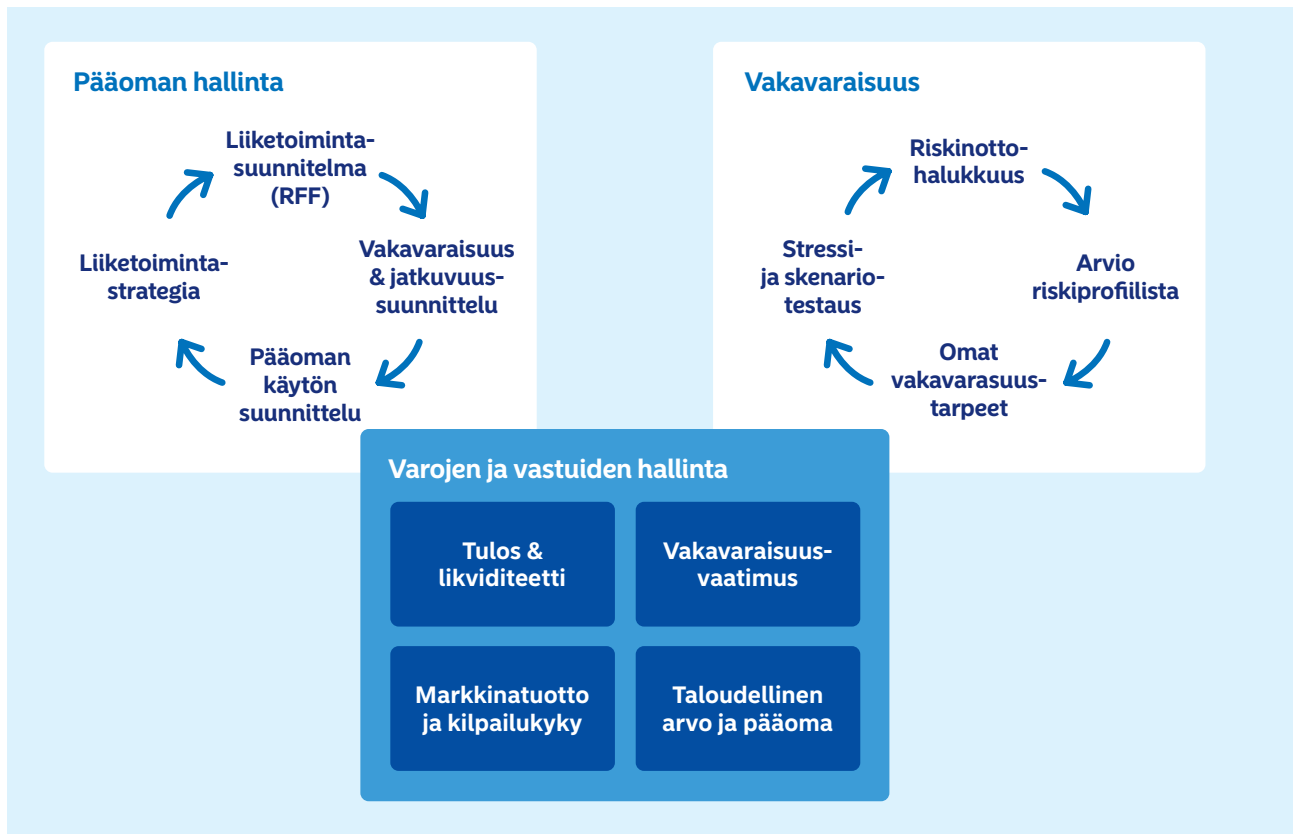 Pääoman hallinta
Liiketoiminta-
suunnitelma
(RFF)
Vakavaraisuus
& jatkuvuus-
suunnittelu
Pääoman
käytön
suunnittelu
Liiketoiminta-
strategia
Vakavaraisuus
Riskinotto-
halukkuus
Arvio
riskiprofiilista
Omat
vakavarasuus-
tarpeet
Stressi-
ja skenario-
testaus
Varojen ja vastuiden hallinta
Tulos &
likviditeetti
Vakavaraisuus-
vaatimus
Markkinatuotto
ja kilpailukyky
Taloudellinen
arvo ja pääoma